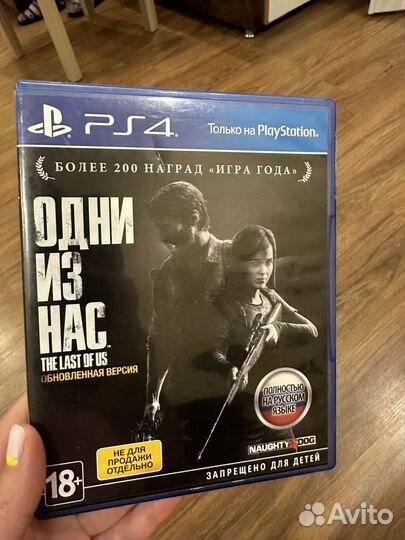 PS4
Только на PlayStation.
БОЛЕЕ 200 НАГРАД «ИГРА ГОДА»
ОДНИ
ИЗ
НАС
THE LAST OF US
ОБНОВЛЕННАЯ ВЕРСИЯ
ПОЛНОСТЬЮ
НА РУССКОМ
ЯЗЫКЕ
НЕ ДЛЯ
ПРОДАЖИ
ОТДЕЛЬНО
NAUGHTY DOG
18+
ЗАПРЕЩЕНО ДЛЯ ДЕТЕЙ
Avito